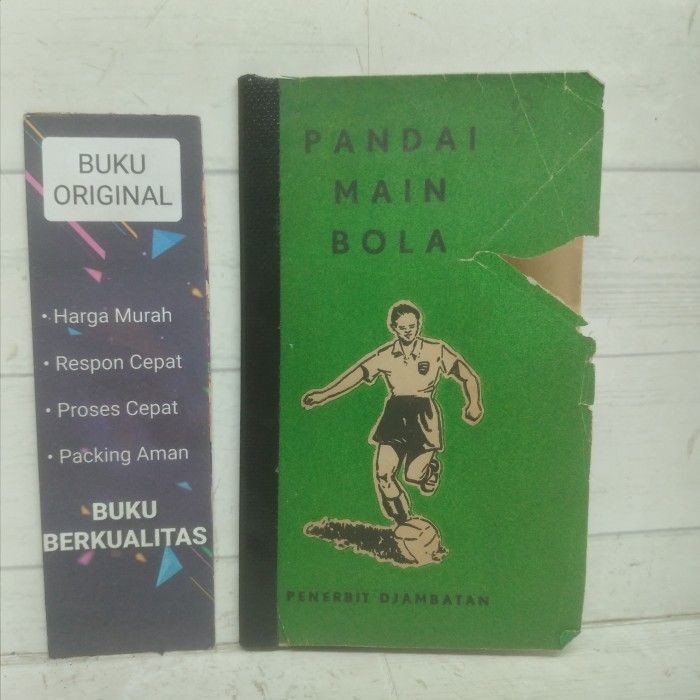 BUKU
ORIGINAL
• Harga Murah
• Respon Cepat
• Proses Cepat
• Packing Aman
BUKU
BERKUALITAS
PANDAI
MAIN
BOLA
PENERBIT DJAMBATAN